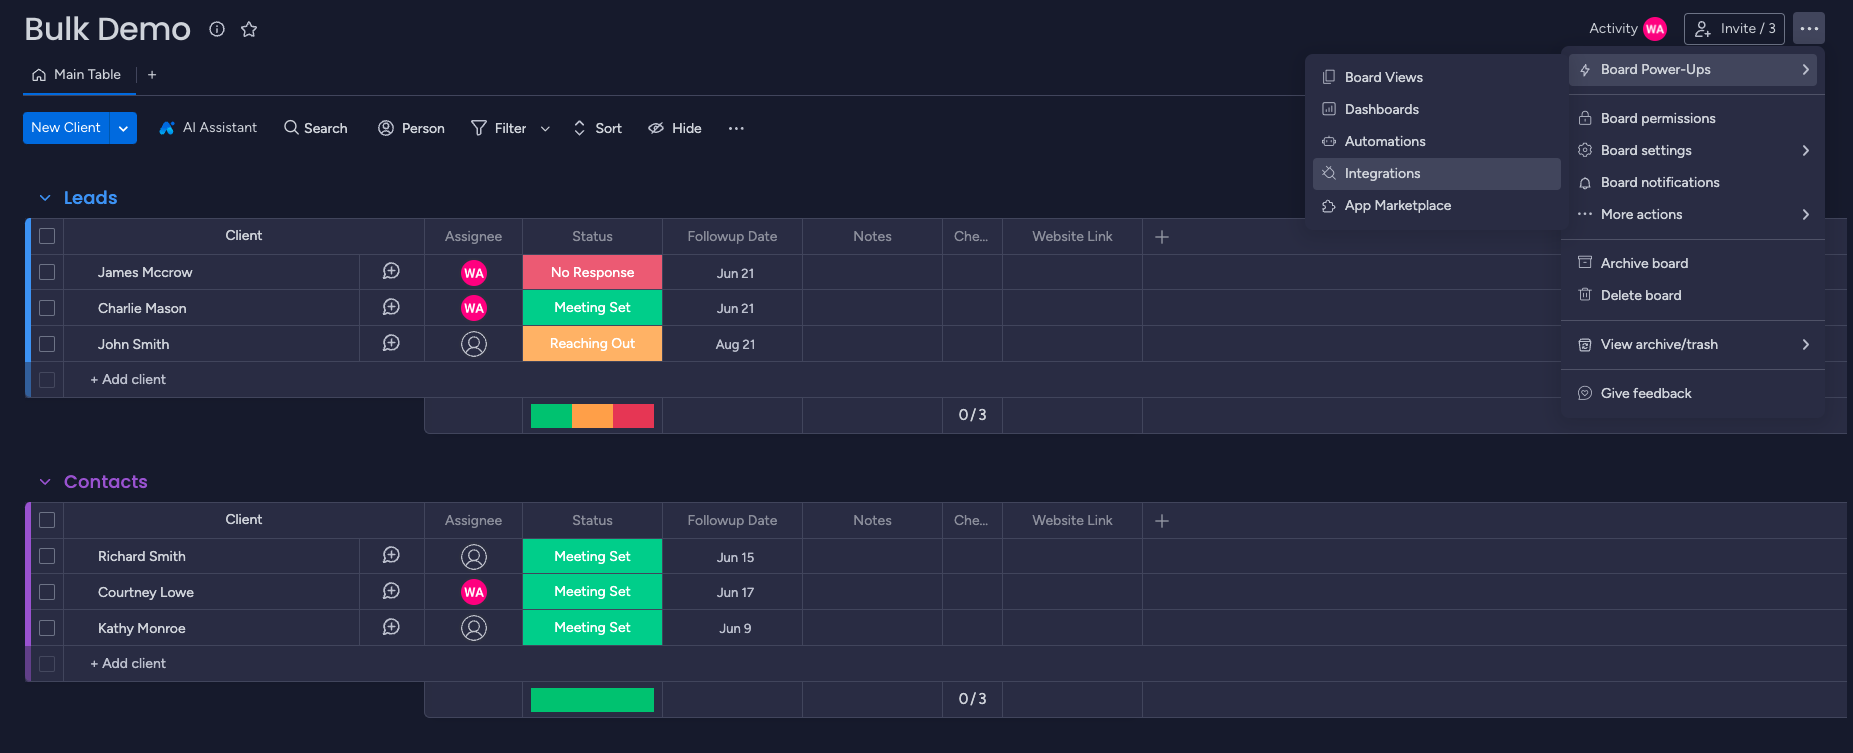 Bulk Demo
Activity WA Invite / 3
Main Table
New Client AI Assistant Search Person Filter Sort Hide
Board Power-Ups
Board permissions
Board settings
Board notifications
More actions
Archive board
Delete board
View archive/trash
Give feedback
Board Views
Dashboards
Automations
Integrations
App Marketplace
Leads
Client Assignee Status Followup Date Notes Che... Website Link
James Mccrow WA No Response Jun 21
Charlie Mason WA Meeting Set Jun 21
John Smith Reaching Out Aug 21
+ Add client
0 / 3
Contacts
Client Assignee Status Followup Date Notes Che... Website Link
Richard Smith Meeting Set Jun 15
Courtney Lowe WA Meeting Set Jun 17
Kathy Monroe Meeting Set Jun 9
+ Add client
0 / 3